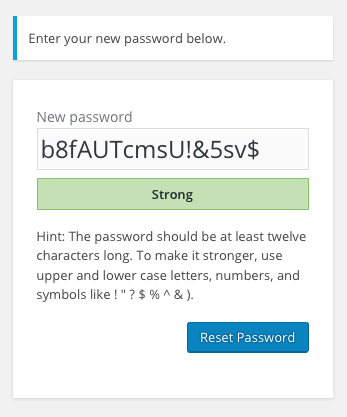 Enter your new password below.
New password
b8fAUTcmsU!&5sv$
Strong
Hint: The password should be at least twelve
characters long. To make it stronger, use
upper and lower case letters, numbers, and
symbols like ! " ? $ % ^ & ).
Reset Password